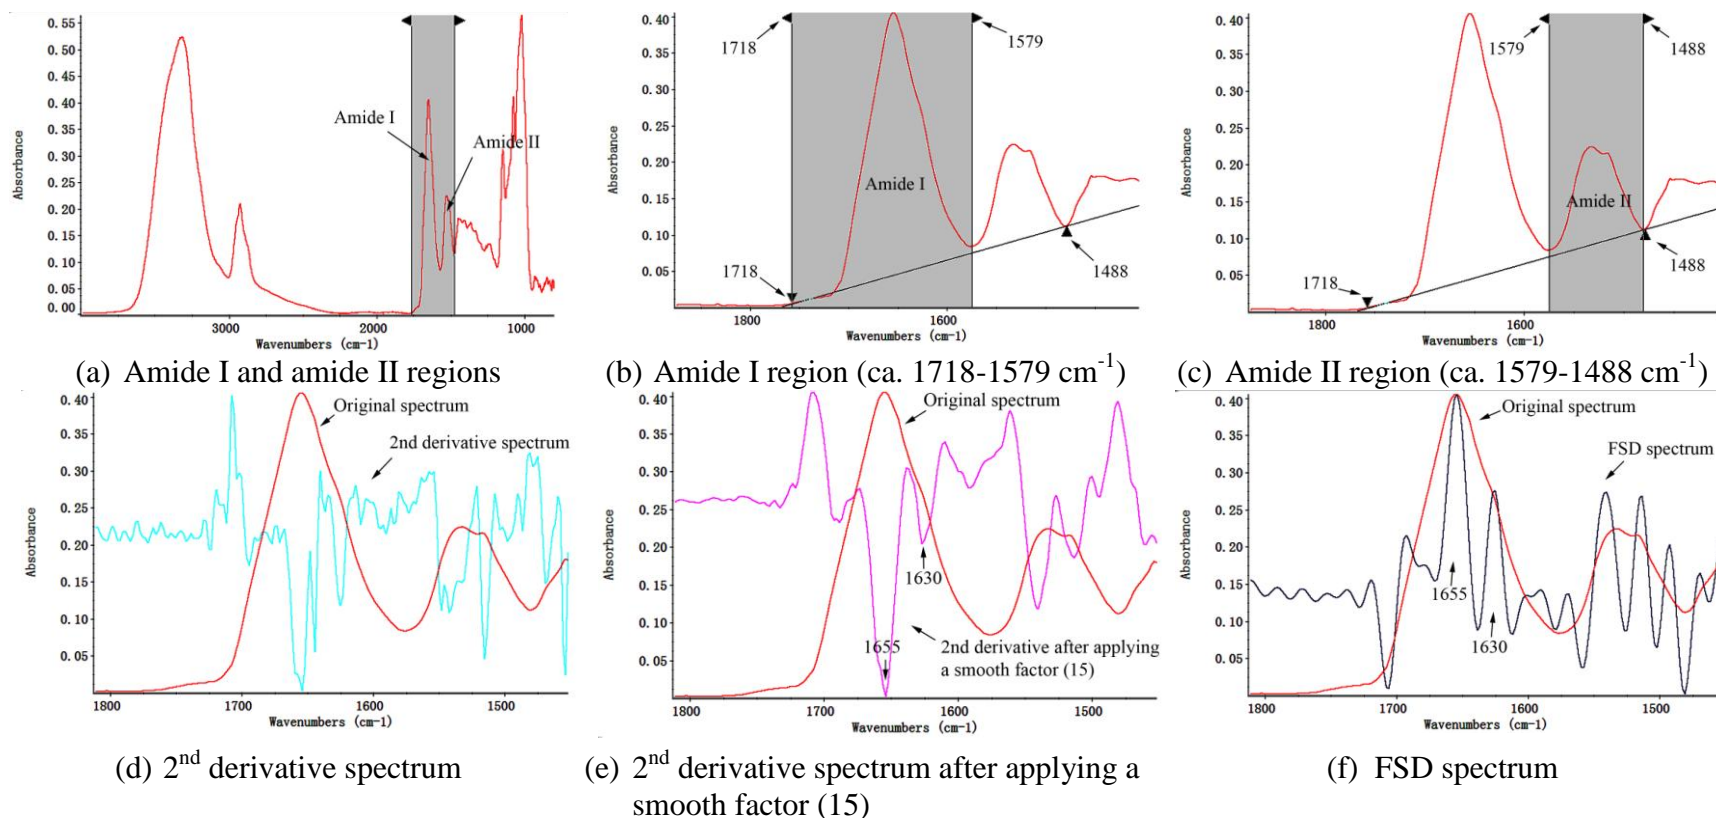 0.55
0.50
0.45
0.40
0.35
0.30
0.25
0.20
0.15
0.10
0.05
0.00
Absorbance
Amide I
Amide II
3000 2000 1000
Wavenumbers (cm-1)
(a) Amide I and amide II regions
0.40
0.35
0.30
0.25
0.20
0.15
0.10
0.05
Absorbance
1718
1579
Amide I
1718
1488
1800 1600
Wavenumbers (cm-1)
(b) Amide I region (ca. 1718-1579 cm-1)
0.40
0.35
0.30
0.25
0.20
0.15
0.10
0.05
Absorbance
1579
1488
Amide II
1718
1488
1800 1600
Wavenumbers (cm-1)
(c) Amide II region (ca. 1579-1488 cm-1)
0.40
0.35
0.30
0.25
0.20
0.15
0.10
0.05
Absorbance
Original spectrum
2nd derivative spectrum
1800 1700 1600 1500
Wavenumbers (cm-1)
(d) 2nd derivative spectrum
0.40
0.35
0.30
0.25
0.20
0.15
0.10
0.05
Absorbance
Original spectrum
1630
1655
2nd derivative after applying
a smooth factor (15)
1800 1700 1600 1500
Wavenumbers (cm-1)
(e) 2nd derivative spectrum after applying a
smooth factor (15)
0.40
0.35
0.30
0.25
0.20
0.15
0.10
0.05
Absorbance
Original spectrum
FSD spectrum
1655
1630
1800 1700 1600 1500
Wavenumbers (cm-1)
(f) FSD spectrum